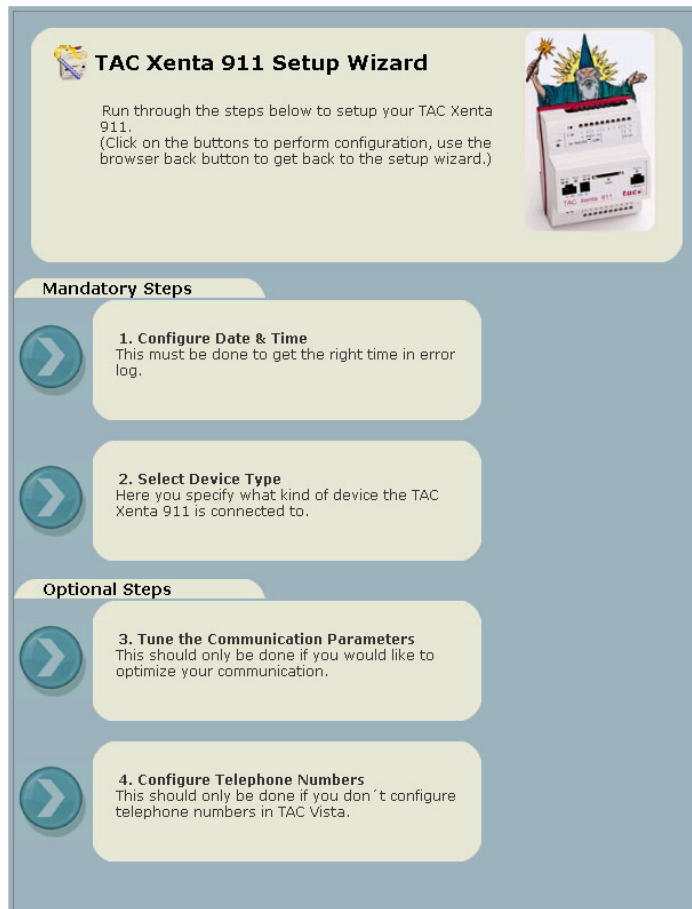 TAC Xenta 911 Setup Wizard
Run through the steps below to setup your TAC Xenta
911.
(Click on the buttons to perform configuration, use the
browser back button to get back to the setup wizard.)
tac
TAC Xenta 911
Mandatory Steps
1. Configure Date & Time
This must be done to get the right time in error
log.
2. Select Device Type
Here you specify what kind of device the TAC
Xenta 911 is connected to.
Optional Steps
3. Tune the Communication Parameters
This should only be done if you would like to
optimize your communication.
4. Configure Telephone Numbers
This should only be done if you don´t configure
telephone numbers in TAC Vista.